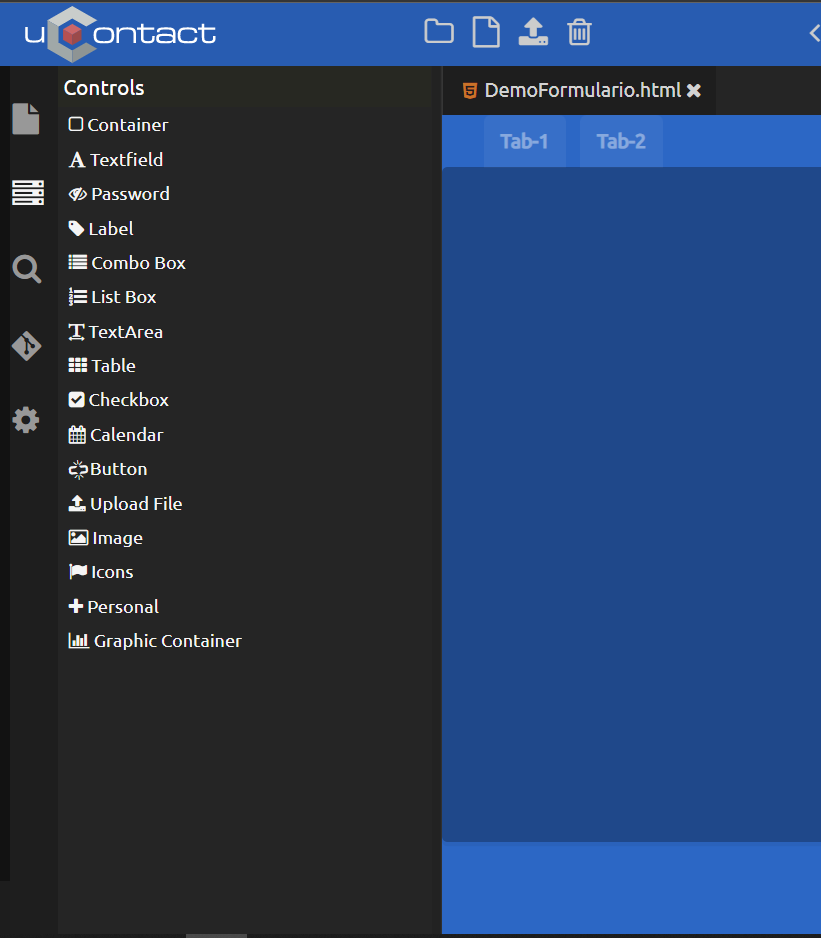 uContact
Controls
Container
Textfield
Password
Label
Combo Box
List Box
TextArea
Table
Checkbox
Calendar
Button
Upload File
Image
Icons
Personal
Graphic Container
DemoFormulario.html
Tab-1 Tab-2